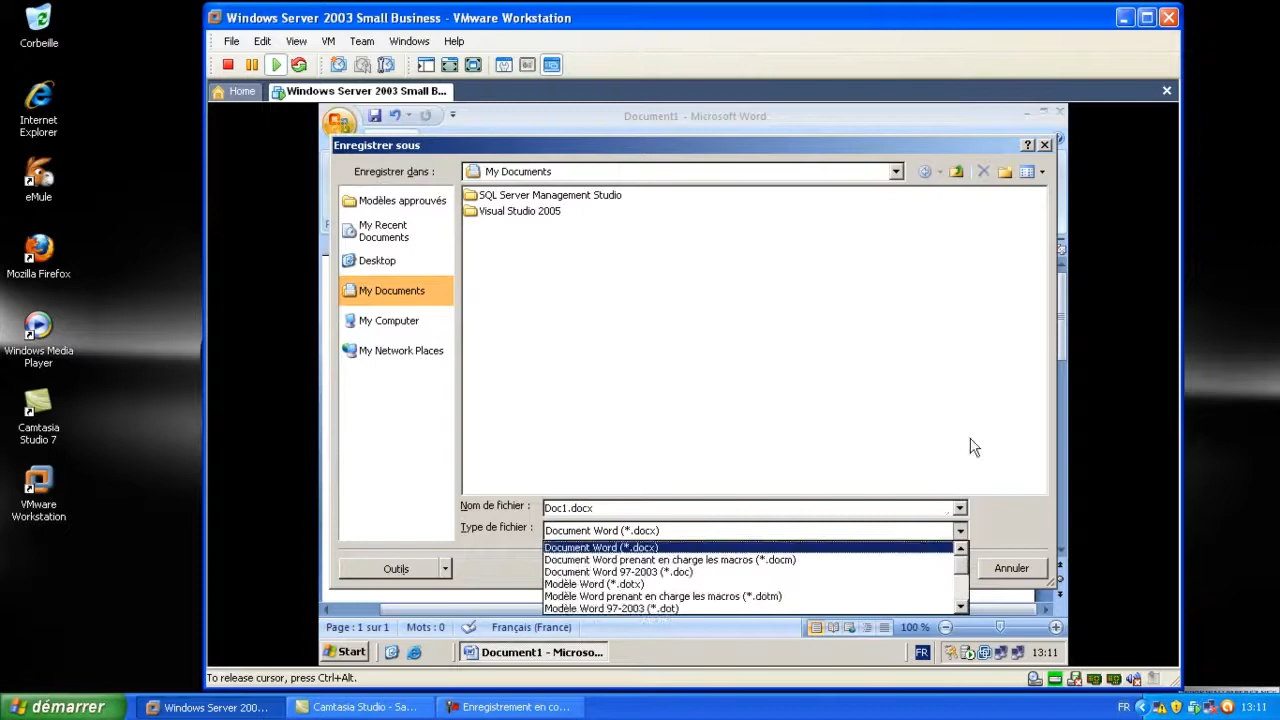 Corbeille
Internet
Explorer
eMule
Mozilla Firefox
Windows Media
Player
Camtasia
Studio 7
VMware
Workstation
Windows Server 2003 Small Business - VMware Workstation
File Edit View VM Team Windows Help
Home Windows Server 2003 Small B...
Document1 - Microsoft Word
Enregistrer sous
Enregistrer dans : My Documents
Modèles approuvés
My Recent
Documents
Desktop
My Documents
My Computer
My Network Places
SQL Server Management Studio
Visual Studio 2005
Nom de fichier : Doc1.docx
Type de fichier : Document Word (*.docx)
Document Word (*.docx)
Document Word prenant en charge les macros (*.docm)
Document Word 97-2003 (*.doc)
Modèle Word (*.dotx)
Modèle Word prenant en charge les macros (*.dotm)
Modèle Word 97-2003 (*.dot)
Outils Annuler
Page : 1 sur 1 Mots : 0 Français (France) 100 %
Start Document1 - Microso... FR 13:11
To release cursor, press Ctrl+Alt.
démarrer Windows Server 200... Camtasia Studio - Sa... Enregistrement en co... FR 13:11